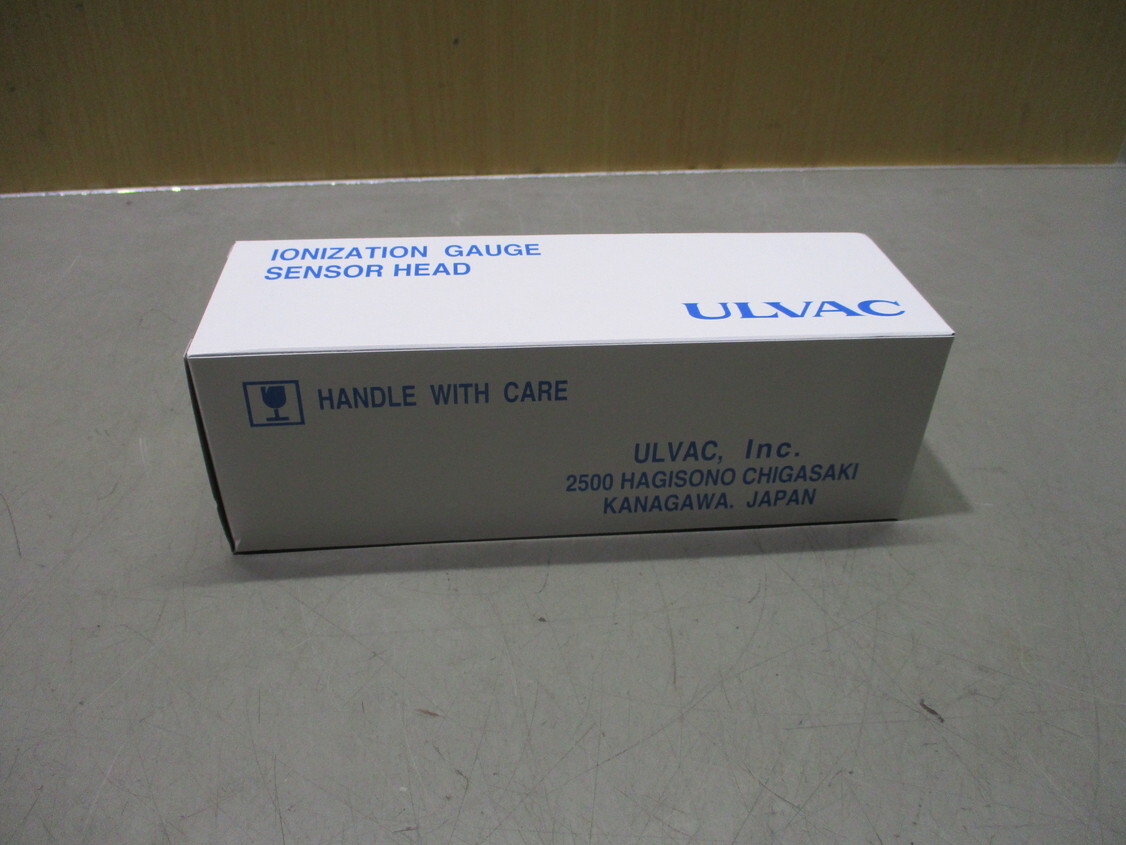 IONIZATION GAUGE
SENSOR HEAD
ULVAC
HANDLE WITH CARE
ULVAC, Inc.
2500 HAGISONO CHIGASAKI
KANAGAWA. JAPAN